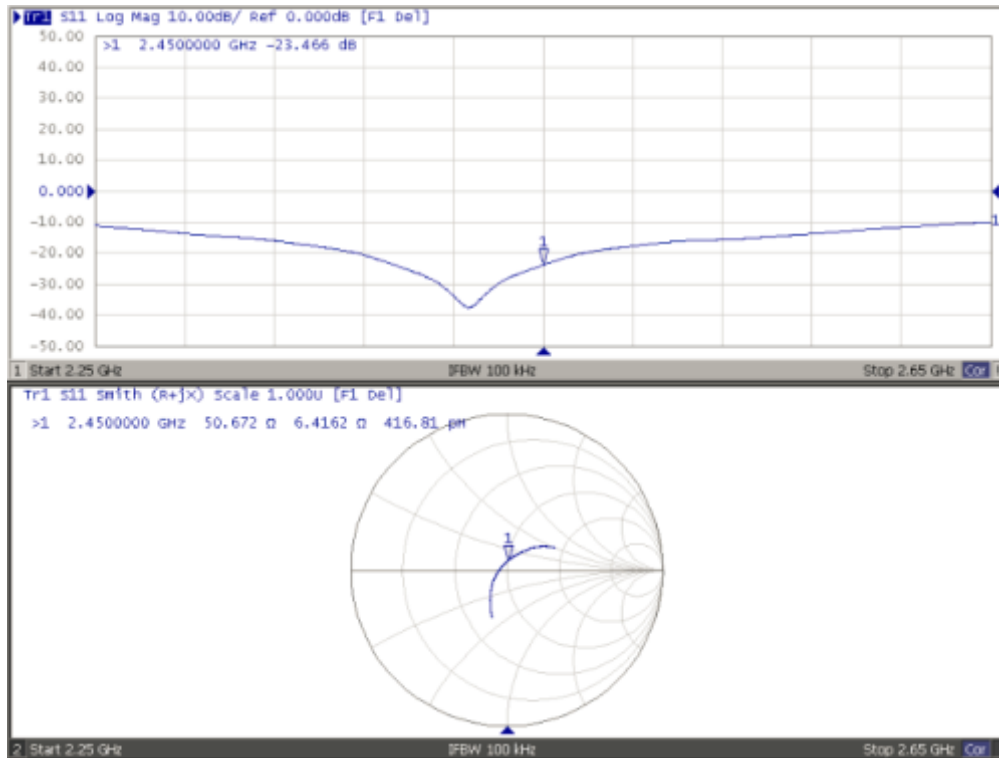 Tr1 S11 Log Mag 10.00dB/ Ref 0.000dB [F1 Del]
50.00
>1 2.4500000 GHz -23.466 dB
40.00
30.00
20.00
10.00
0.000
-10.00
1
1
-20.00
-30.00
-40.00
-50.00
1 Start 2.25 GHz IFBW 100 kHz Stop 2.65 GHz Cor
Tr1 S11 Smith (R+jX) Scale 1.000U [F1 Del]
>1 2.4500000 GHz 50.672 Ω 6.4162 Ω 416.81 pH
1
2 Start 2.25 GHz IFBW 100 kHz Stop 2.65 GHz Cor